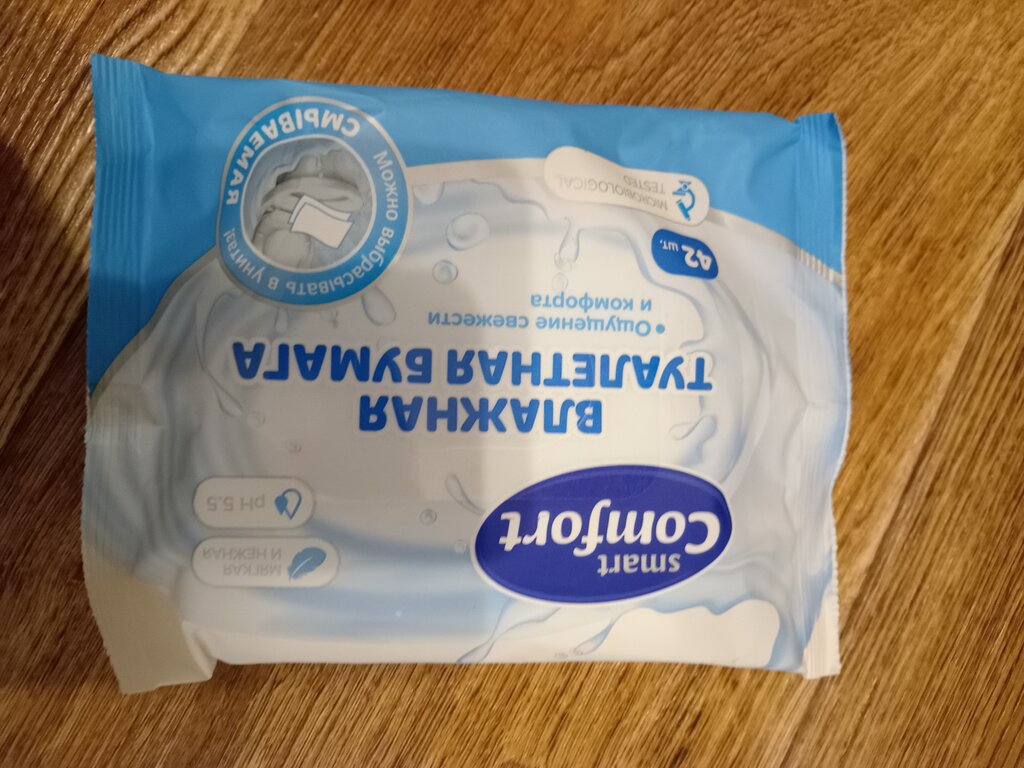 smart
Comfort
МЯГКАЯ
И НЕЖНАЯ
pH 5.5
ВЛАЖНАЯ
ТУАЛЕТНАЯ БУМАГА
• Ощущение свежести
и комфорта
42 шт.
MICROBIOLOGICAL
TESTED
СМЫВАЕМАЯ
МОЖНО ВЫБРАСЫВАТЬ В УНИТАЗ!